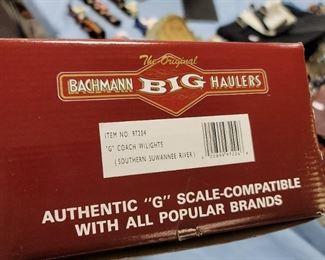 The Original
BACHMANN BIG HAULERS
ITEM NO. 97204
"G" COACH W/LIGHTS
(SOUTHERN SUWANNEE RIVER)
AUTHENTIC "G" SCALE-COMPATIBLE
WITH ALL POPULAR BRANDS